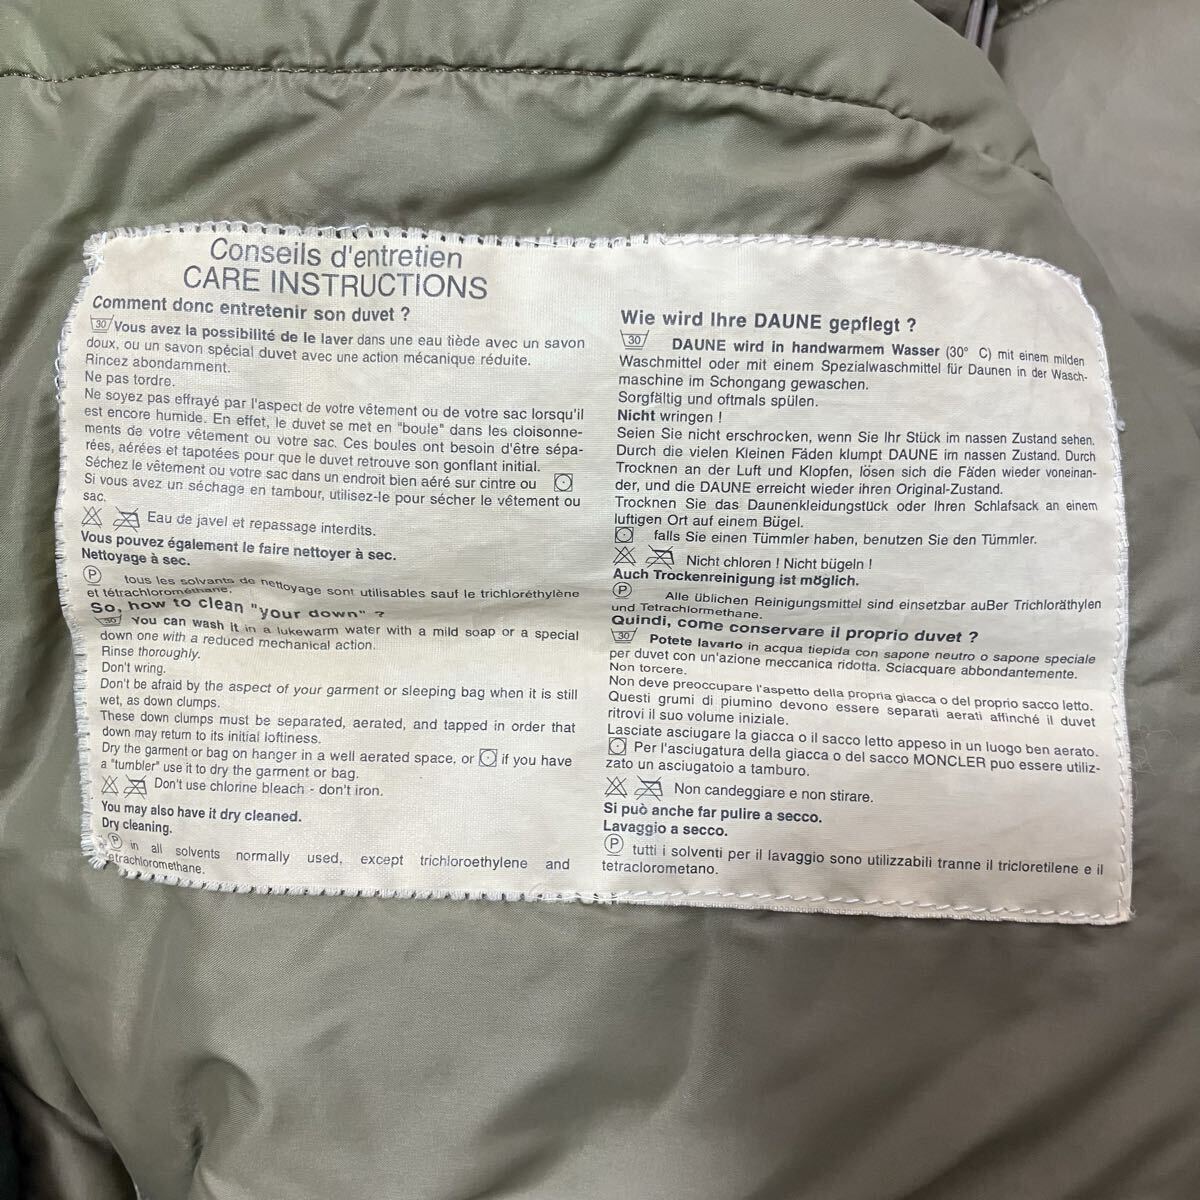 Conseils d'entretien
CARE INSTRUCTIONS
Comment donc entretenir son duvet ?
30 Vous avez la possibilité de le laver dans une eau tiède avec un savon
doux, ou un savon spécial duvet avec une action mécanique réduite.
Rincez abondamment.
Ne pas tordre.
Ne soyez pas effrayé par l'aspect de votre vêtement ou de votre sac lorsqu'il
est encore humide. En effet, le duvet se met en "boule" dans les cloisonne-
ments de votre vêtement ou votre sac. Ces boules ont besoin d'être sépa-
rées, aérées et tapotées pour que le duvet retrouve son gonflant initial.
Séchez le vêtement ou votre sac dans un endroit bien aéré sur cintre ou
Si vous avez un séchage en tambour, utilisez-le pour sécher le vêtement ou
sac.
Eau de javel et repassage interdits.
Vous pouvez également le faire nettoyer à sec.
Nettoyage à sec.
P tous les solvants de nettoyage sont utilisables sauf le trichloréthylène
et tétrachlorométhane.
So, how to clean "your down" ?
30 You can wash it in a lukewarm water with a mild soap or a special
down one with a reduced mechanical action.
Rinse thoroughly.
Don't wring.
Don't be afraid by the aspect of your garment or sleeping bag when it is still
wet, as down clumps.
These down clumps must be separated, aerated, and tapped in order that
down may return to its initial loftiness.
Dry the garment or bag on hanger in a well aerated space, or if you have
a "tumbler" use it to dry the garment or bag.
Don't use chlorine bleach - don't iron.
You may also have it dry cleaned.
Dry cleaning.
P in all solvents normally used, except trichloroethylene and
tetrachloromethane.
Wie wird Ihre DAUNE gepflegt ?
30 DAUNE wird in handwarmem Wasser (30° C) mit einem milden
Waschmittel oder mit einem Spezialwaschmittel für Daunen in der Wasch-
maschine im Schongang gewaschen.
Sorgfältig und oftmals spülen.
Nicht wringen !
Seien Sie nicht erschrocken, wenn Sie Ihr Stück im nassen Zustand sehen.
Durch die vielen Kleinen Fäden klumpt DAUNE im nassen Zustand. Durch
Trocknen an der Luft und Klopfen, lösen sich die Fäden wieder voneinan-
der, und die DAUNE erreicht wieder ihren Original-Zustand.
Trocknen Sie das Daunenkleidungstück oder Ihren Schlafsack an einem
luftigen Ort auf einem Bügel.
falls Sie einen Tümmler haben, benutzen Sie den Tümmler.
Nicht chloren ! Nicht bügeln !
Auch Trockenreinigung ist möglich.
P Alle üblichen Reinigungsmittel sind einsetzbar auBer Trichloräthylen
und Tetrachlormethane.
Quindi, come conservare il proprio duvet ?
30 Potete lavarlo in acqua tiepida con sapone neutro o sapone speciale
per duvet con un'azione meccanica ridotta. Sciacquare abbondantemente.
Non torcere.
Non deve preoccupare l'aspetto della propria giacca o del proprio sacco letto.
Questi grumi di piumino devono essere separati aerati affinché il duvet
ritrovi il suo volume iniziale.
Lasciate asciugare la giacca o il sacco letto appeso in un luogo ben aerato.
Per l'asciugatura della giacca o del sacco MONCLER puo essere utiliz-
zato un asciugatoio a tamburo.
Non candeggiare e non stirare.
Si può anche far pulire a secco.
Lavaggio a secco.
P tutti i solventi per il lavaggio sono utilizzabili tranne il tricloretilene e il
tetraclorometano.